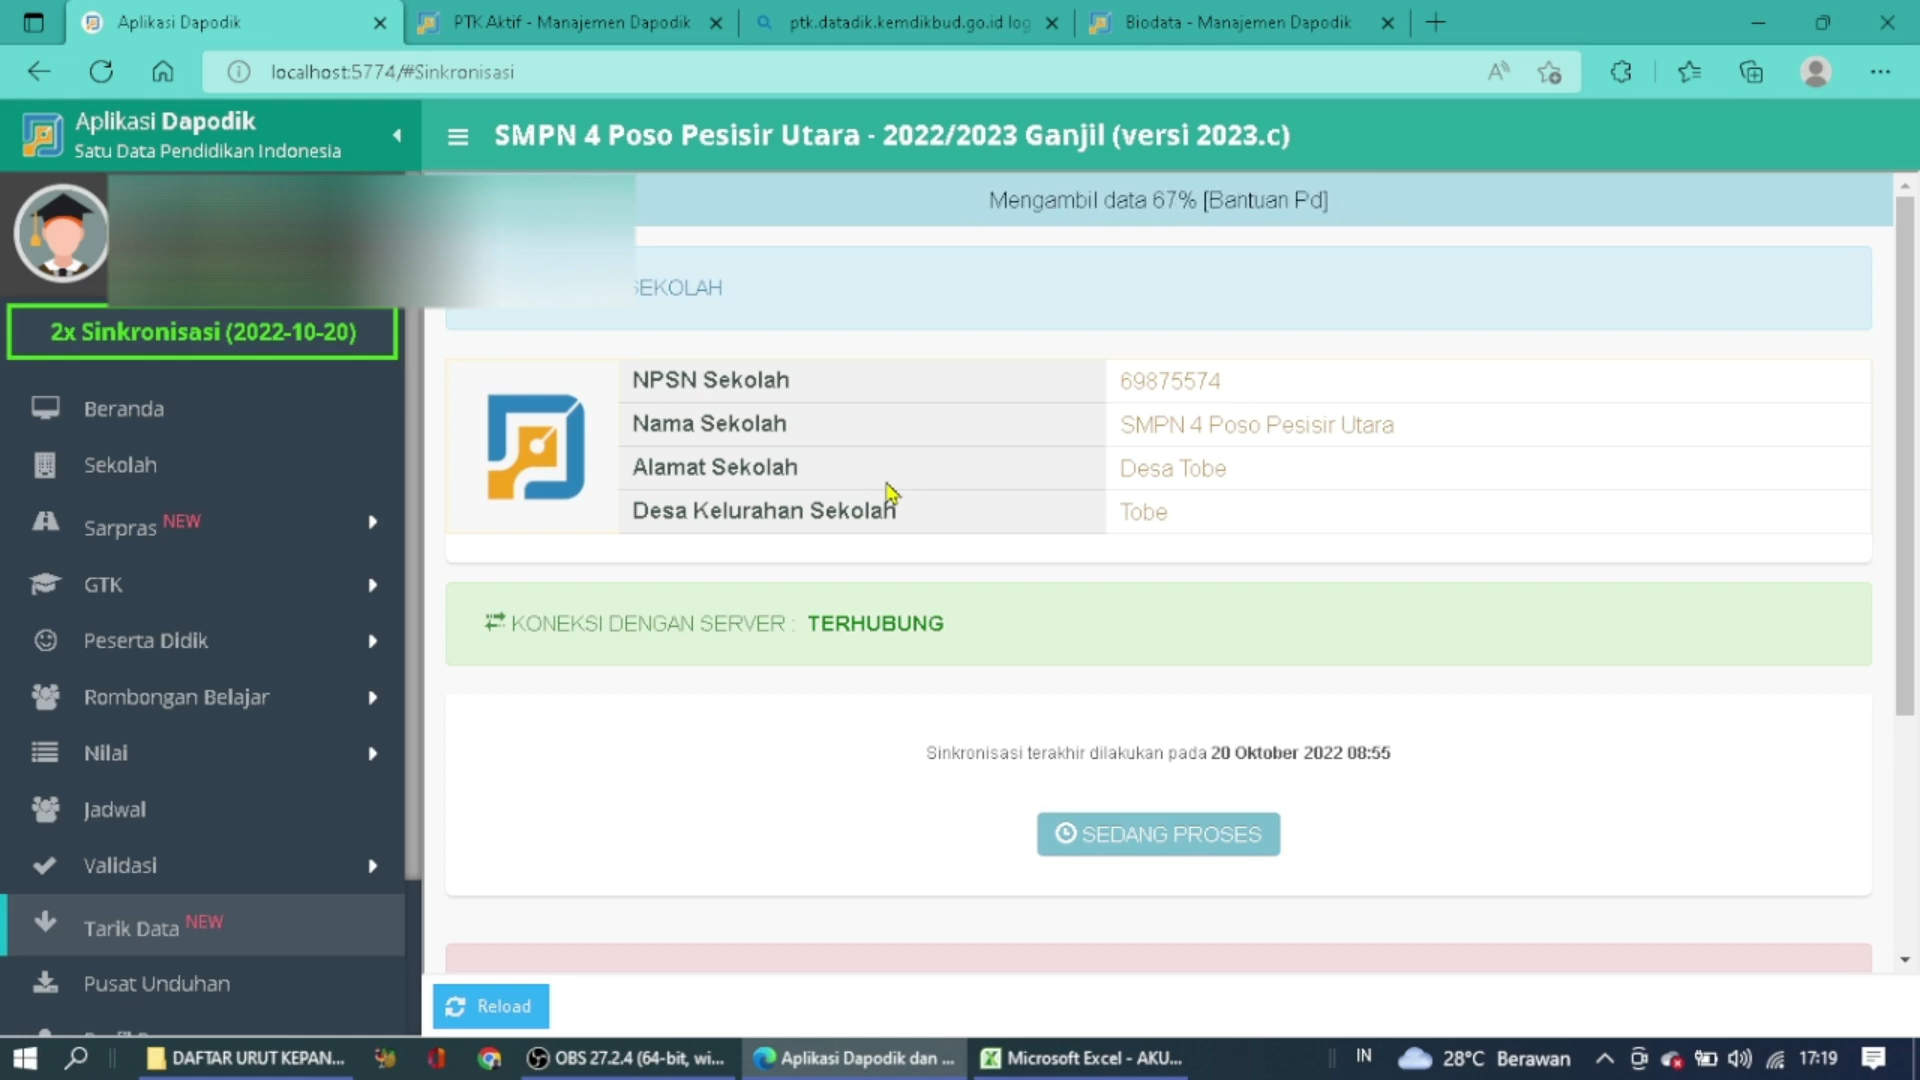 Aplikasi Dapodik
PTK Aktif - Manajemen Dapodik
ptk.datadik.kemdikbud.go.id log
Biodata - Manajemen Dapodik
localhost:5774/#Sinkronisasi
Aplikasi Dapodik
Satu Data Pendidikan Indonesia
SMPN 4 Poso Pesisir Utara - 2022/2023 Ganjil (versi 2023.c)
Mengambil data 67% [Bantuan Pd]
SEKOLAH
2x Sinkronisasi (2022-10-20)
Beranda
Sekolah
Sarpras NEW
GTK
Peserta Didik
Rombongan Belajar
Nilai
Jadwal
Validasi
Tarik Data NEW
Pusat Unduhan
NPSN Sekolah 69875574
Nama Sekolah SMPN 4 Poso Pesisir Utara
Alamat Sekolah Desa Tobe
Desa Kelurahan Sekolah Tobe
KONEKSI DENGAN SERVER : TERHUBUNG
Sinkronisasi terakhir dilakukan pada 20 Oktober 2022 08:55
SEDANG PROSES
Reload
DAFTAR URUT KEPAN...
OBS 27.2.4 (64-bit, wi...
Aplikasi Dapodik dan ...
Microsoft Excel - AKU...
IN
28°C Berawan
17:19